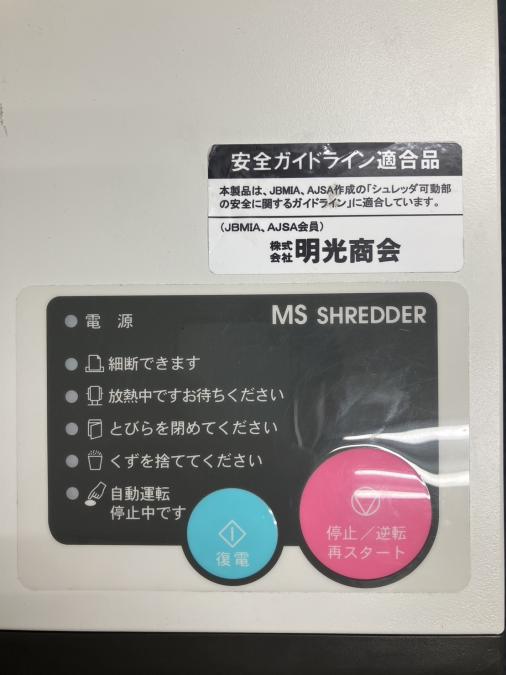 安全ガイドライン適合品
本製品は、JBMIA、AJSA作成の「シュレッダ可動部
の安全に関するガイドライン」に適合しています。
(JBMIA、AJSA会員)
株式会社 明光商会
電 源
MS SHREDDER
細断できます
放熱中ですお待ちください
とびらを閉めてください
くずを捨ててください
自動運転
停止中です
復電
停止/逆転
再スタート